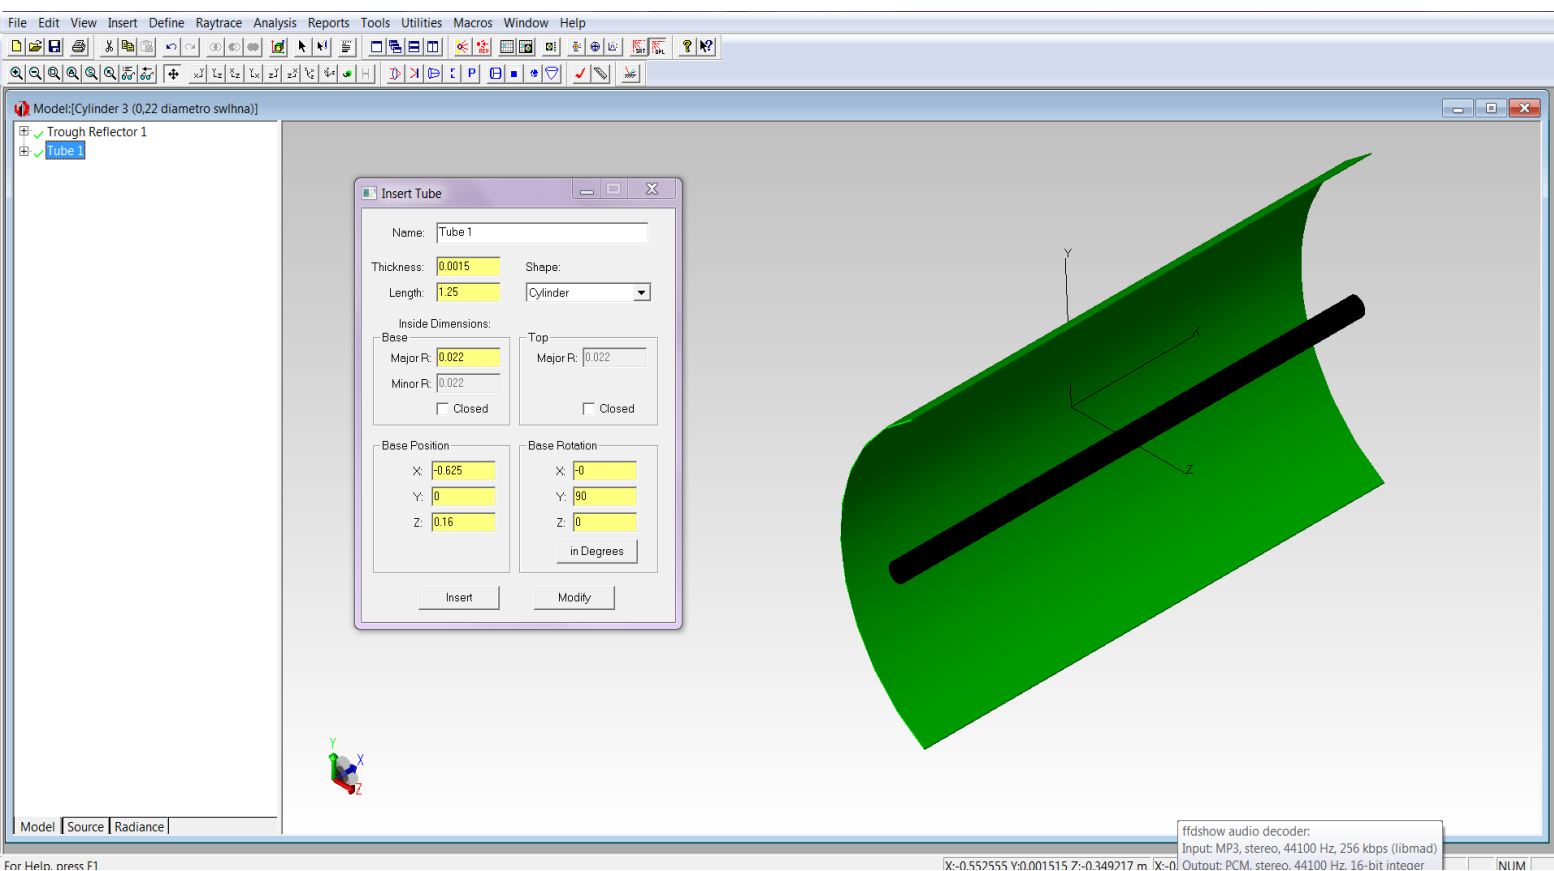 File Edit View Insert Define Raytrace Analysis Reports Tools Utilities Macros Window Help
Model:[Cylinder 3 (0,22 diametro swlhna)]
Trough Reflector 1
Tube 1
Insert Tube
Name: Tube 1
Thickness: 0.0015 Shape:
Length: 1.25 Cylinder
Inside Dimensions:
Base Top
Major R: 0.022 Major R: 0.022
Minor R: 0.022
Closed Closed
Base Position Base Rotation
X: -0.625 X: -0
Y: 0 Y: 90
Z: 0.16 Z: 0
in Degrees
Insert Modify
Y
X
Z
Y
X
Z
Model Source Radiance
ffdshow audio decoder:
Input: MP3, stereo, 44100 Hz, 256 kbps (libmad)
Output: PCM, stereo, 44100 Hz, 16-bit integer
For Help, press F1 X:-0.552555 Y:0.001515 Z:-0.349217 m X:-0. NUM